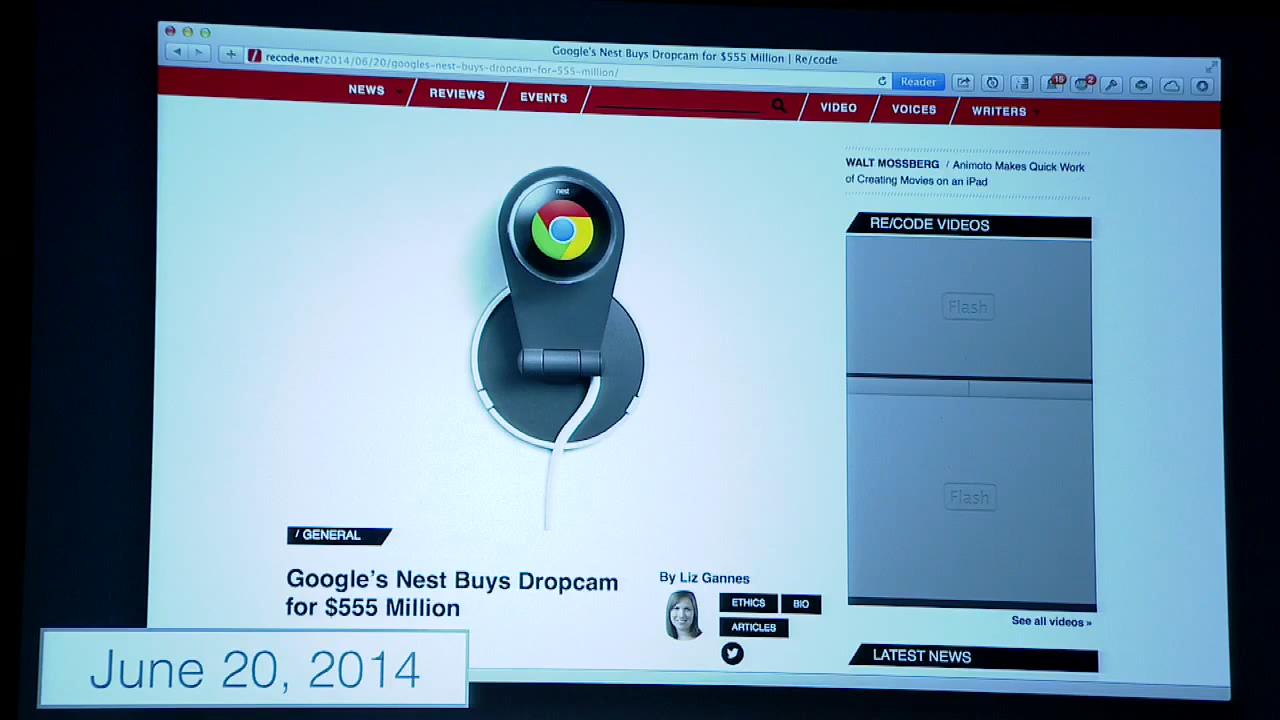 Google's Nest Buys Dropcam for $555 Million | Re/code
recode.net/2014/06/20/googles-nest-buys-dropcam-for-555-million/
Reader
15
2
NEWS
REVIEWS
EVENTS
VIDEO
VOICES
WRITERS
nest
WALT MOSSBERG / Animoto Makes Quick Work
of Creating Movies on an iPad
RE/CODE VIDEOS
Flash
Flash
See all videos »
LATEST NEWS
/ GENERAL
Google's Nest Buys Dropcam
for $555 Million
By Liz Gannes
ETHICS
BIO
ARTICLES
June 20, 2014